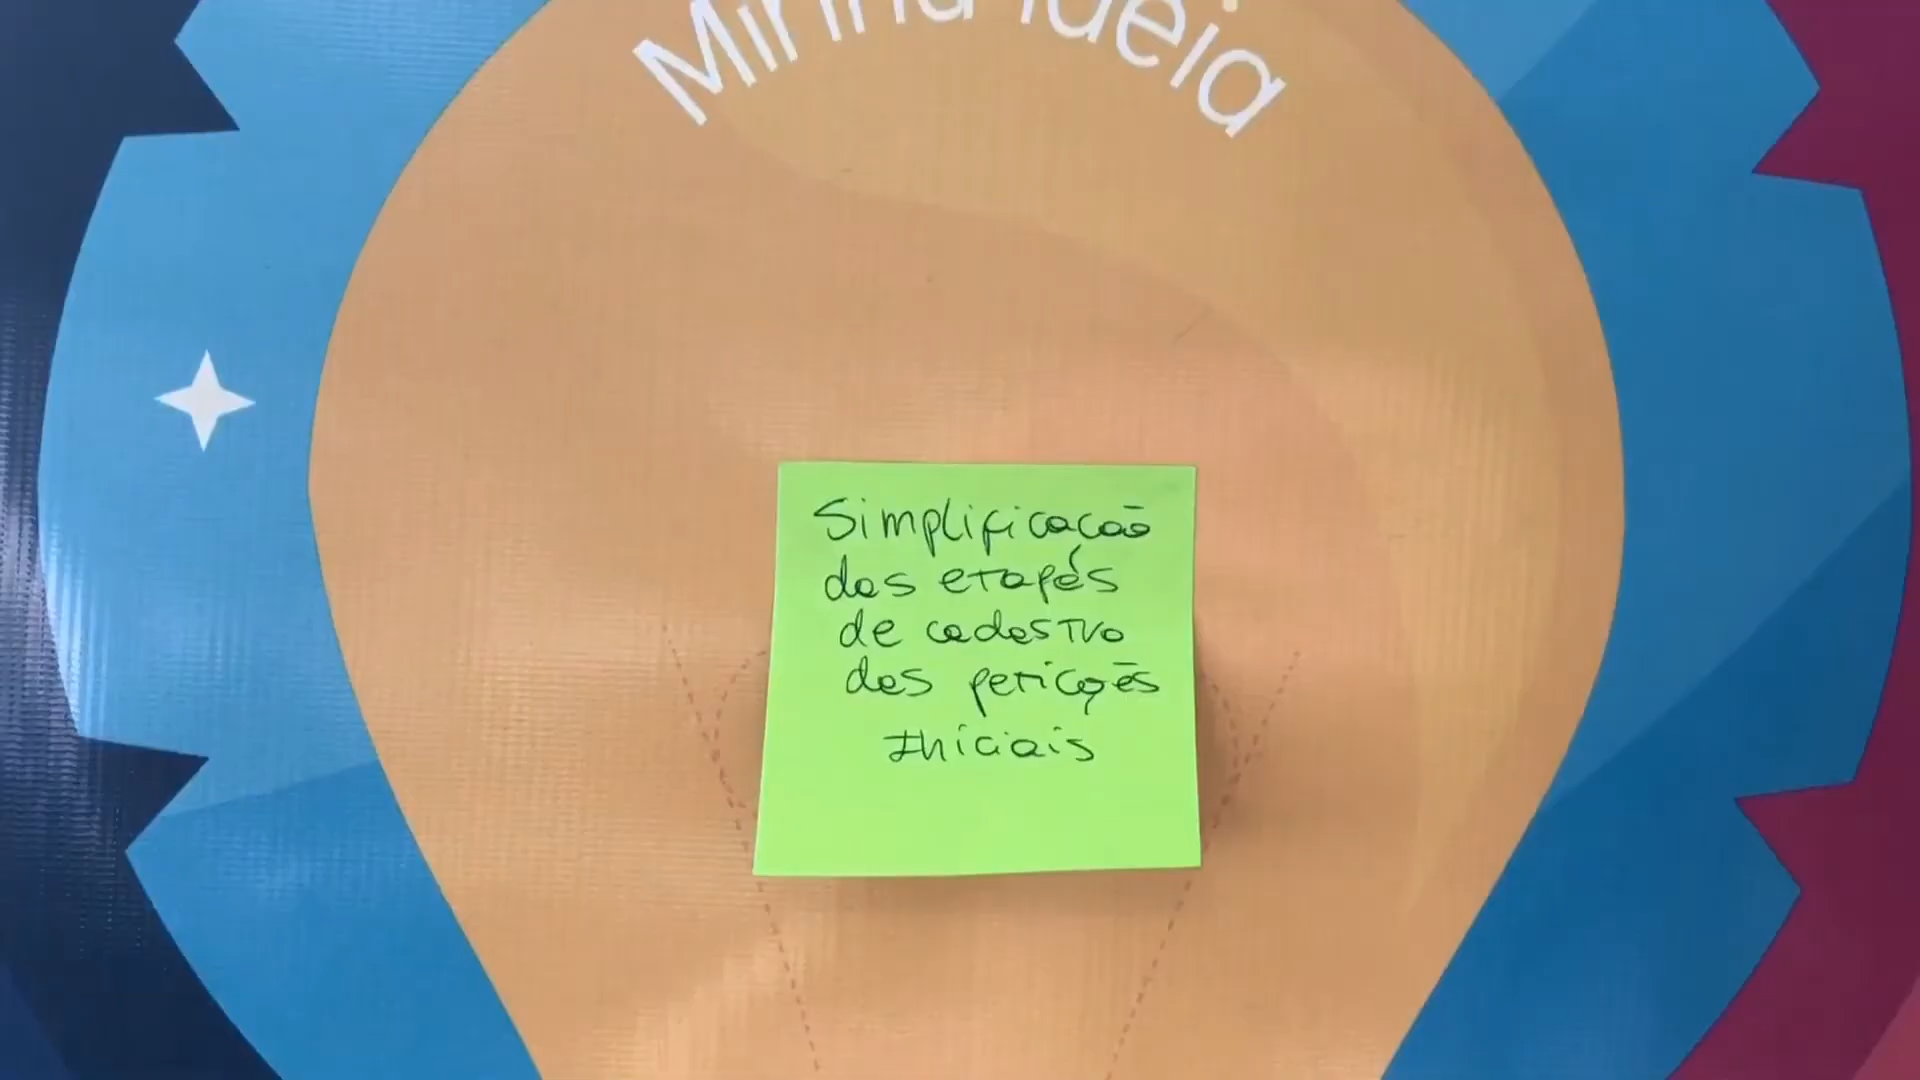 Minha ideia
Simplificação
das etapas
de cadastro
das petições
Iniciais